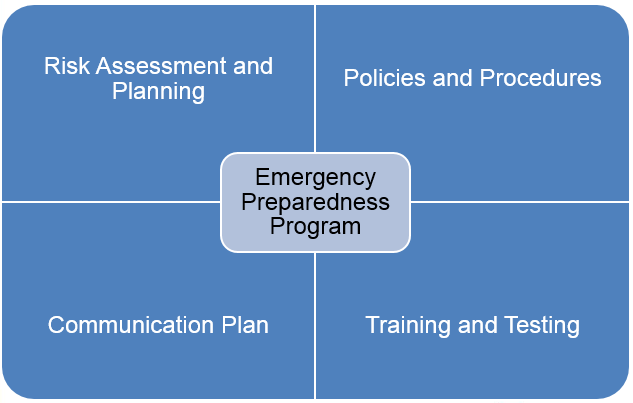 Risk Assessment and
Planning
Policies and Procedures
Emergency
Preparedness
Program
Communication Plan
Training and Testing